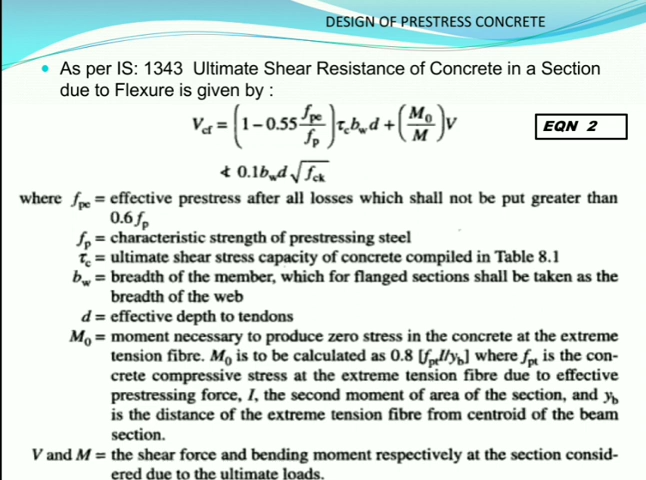 DESIGN OF PRESTRESS CONCRETE
• As per IS: 1343 Ultimate Shear Resistance of Concrete in a Section
due to Flexure is given by :
V_cf = (1 – 0.55 f_pe/f_p) τ_c b_w d + (M_0/M) V
EQN 2
≮ 0.1b_w d √f_ck
where f_pe = effective prestress after all losses which shall not be put greater than
0.6 f_p
f_p = characteristic strength of prestressing steel
τ_c = ultimate shear stress capacity of concrete compiled in Table 8.1
b_w = breadth of the member, which for flanged sections shall be taken as the
breadth of the web
d = effective depth to tendons
M_0 = moment necessary to produce zero stress in the concrete at the extreme
tension fibre. M_0 is to be calculated as 0.8 [f_pt I/y_b] where f_pt is the con-
crete compressive stress at the extreme tension fibre due to effective
prestressing force, I, the second moment of area of the section, and y_b
is the distance of the extreme tension fibre from centroid of the beam
section.
V and M = the shear force and bending moment respectively at the section consid-
ered due to the ultimate loads.